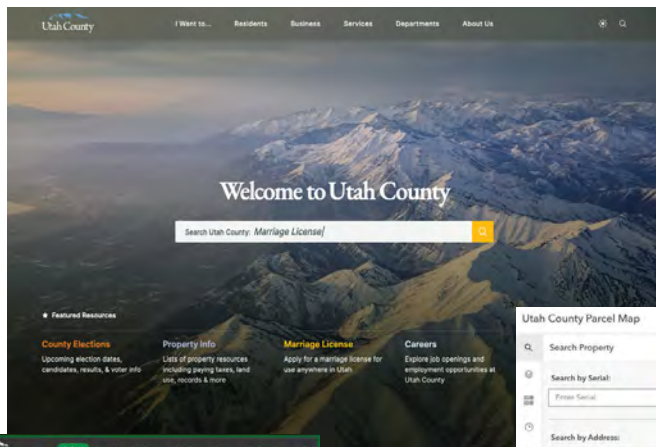 Utah County
I Want to...
Residents
Business
Services
Departments
About Us
Welcome to Utah County
Search Utah County: Marriage License|
★ Featured Resources
County Elections
Upcoming election dates,
candidates, results, & voter info
Property Info
Lists of property resources
including paying taxes, land
use, records & more
Marriage License
Apply for a marriage license for
use anywhere in Utah
Careers
Explore job openings and
employment opportunities at
Utah County
Utah County Parcel Map
Search Property
Search by Serial:
Enter Serial
Search by Address: